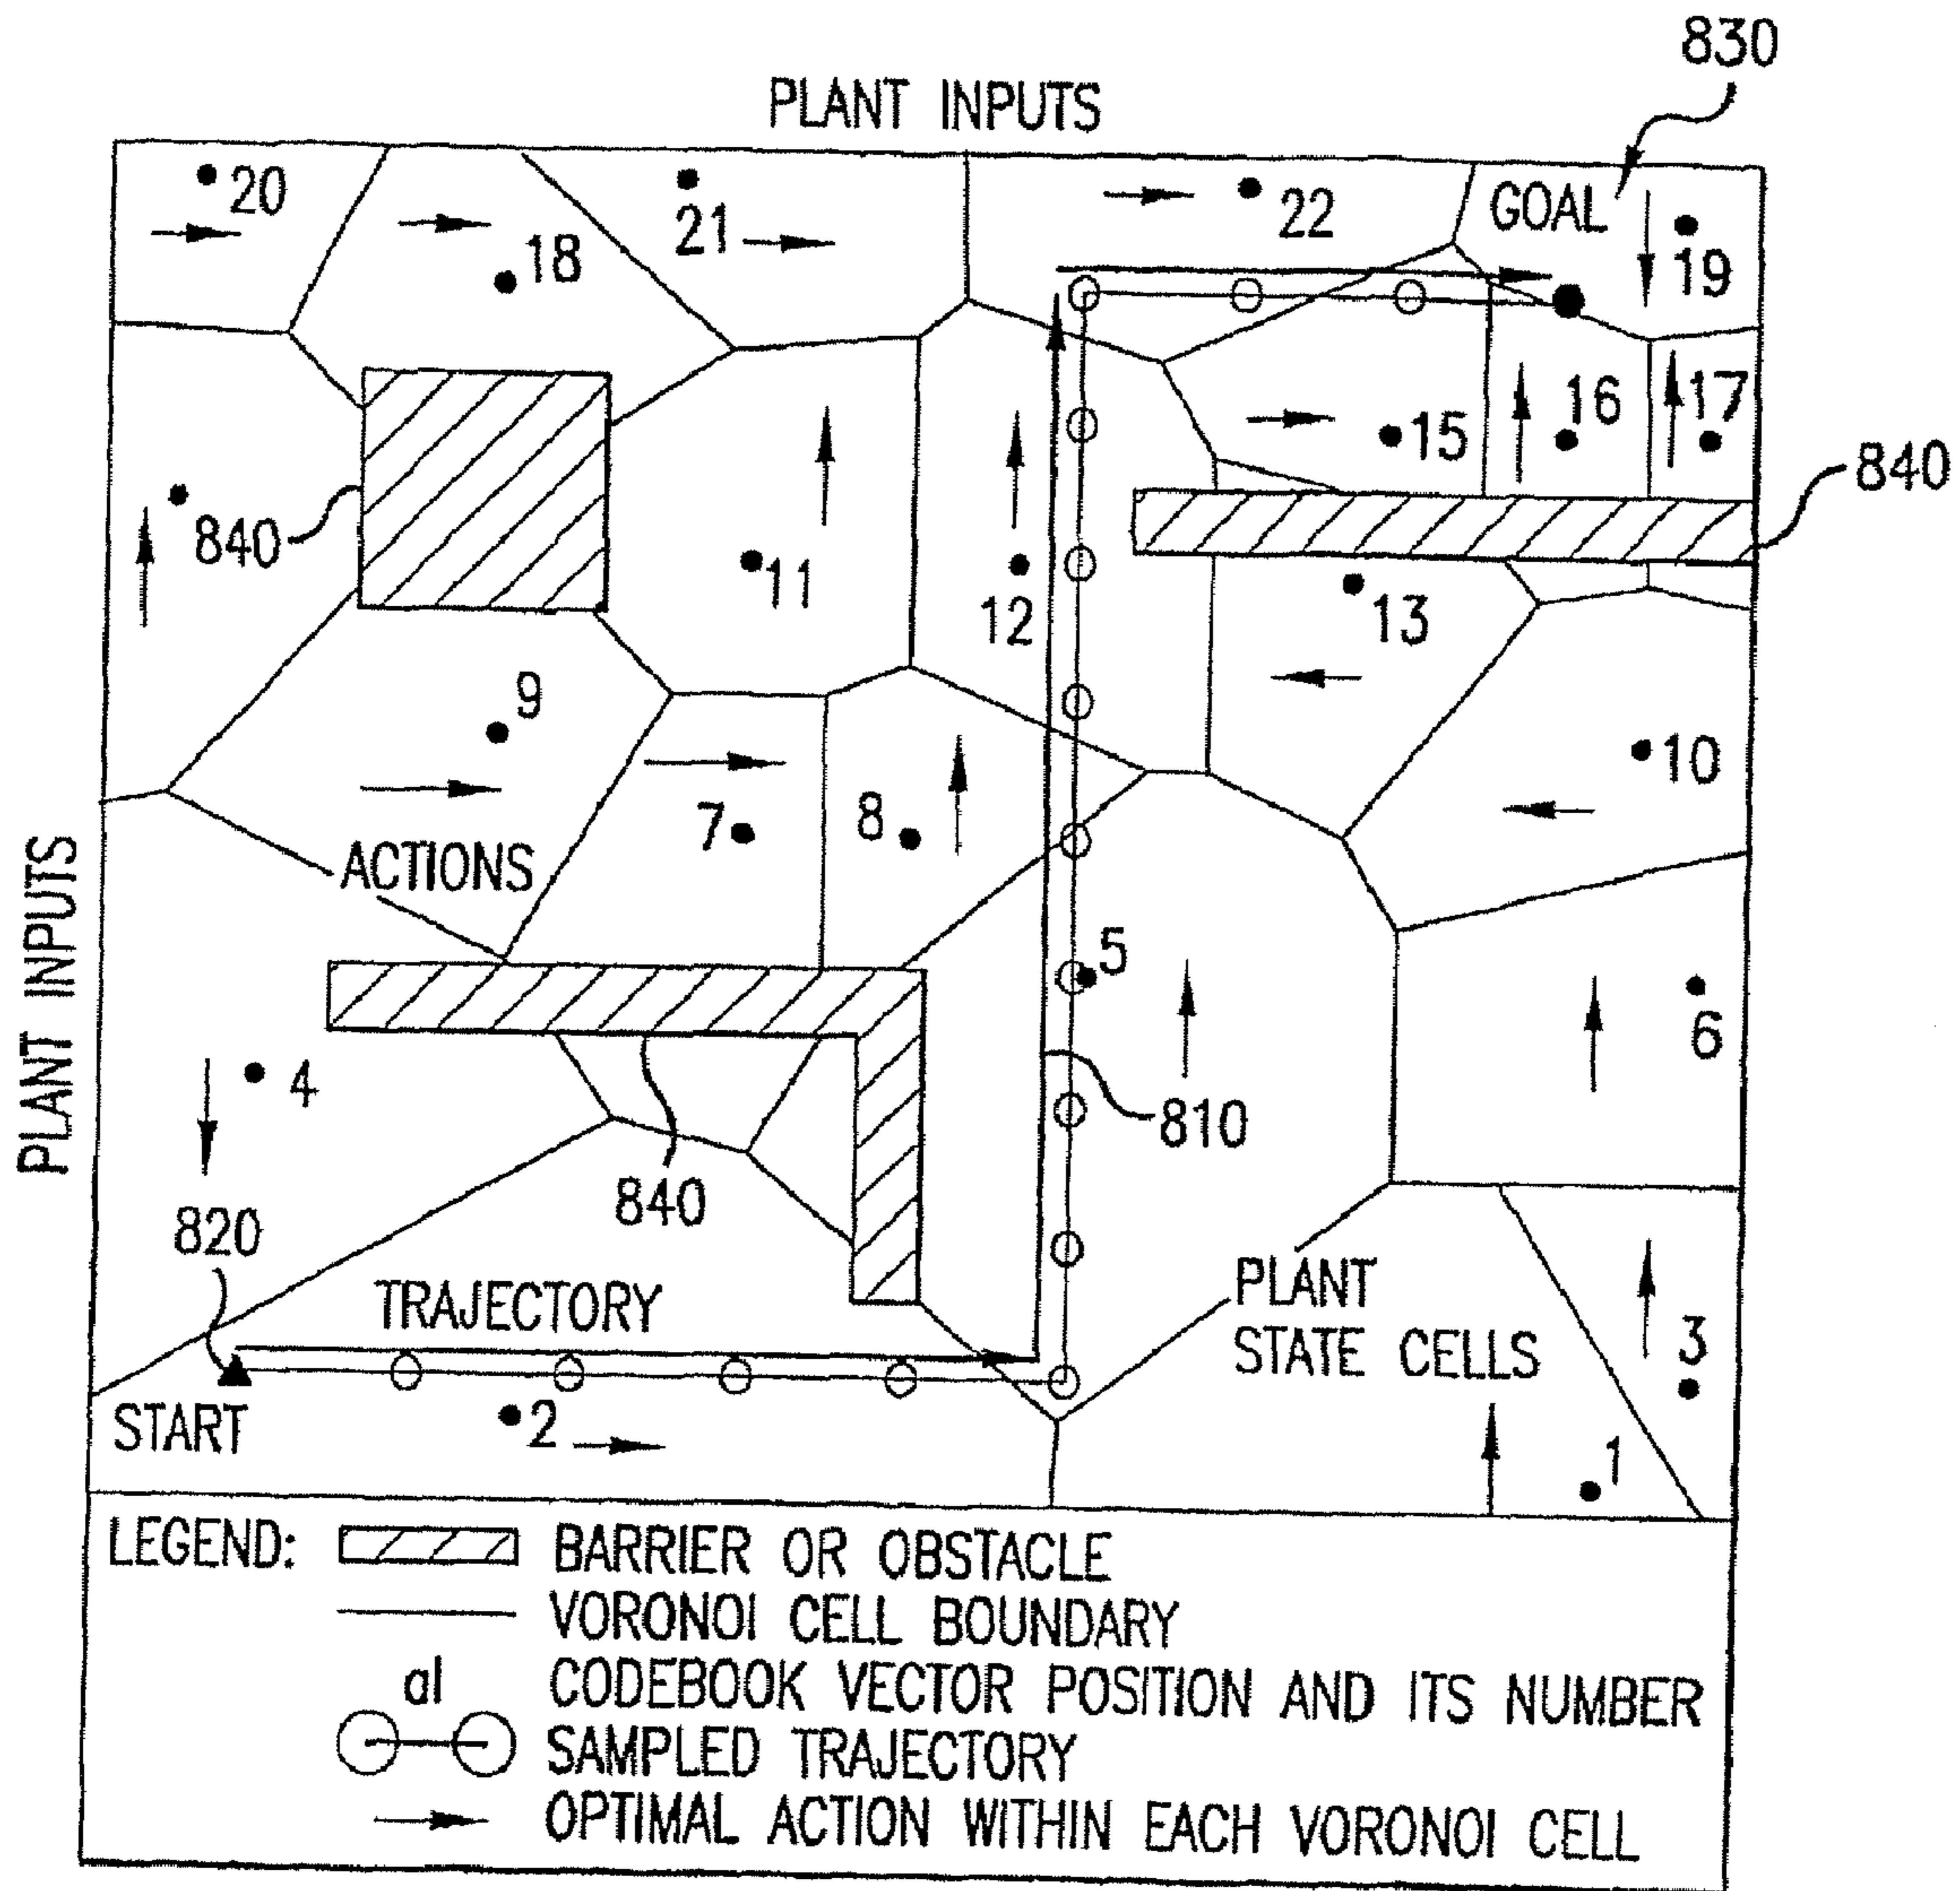 830
PLANT INPUTS
20
18
21
22
GOAL
19
15
16
17
840
840
11
12
13
9
10
7
8
ACTIONS
PLANT INPUTS
5
6
4
810
840
820
TRAJECTORY
PLANT
STATE CELLS
3
START
2
1
LEGEND:
BARRIER OR OBSTACLE
VORONOI CELL BOUNDARY
al
CODEBOOK VECTOR POSITION AND ITS NUMBER
SAMPLED TRAJECTORY
OPTIMAL ACTION WITHIN EACH VORONOI CELL